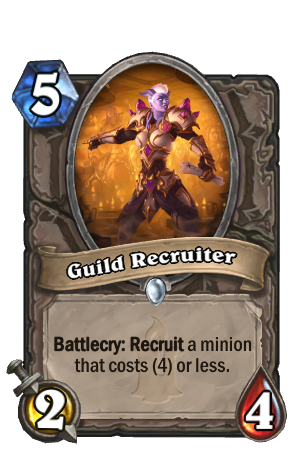 5
Guild Recruiter
Battlecry: Recruit a minion
that costs (4) or less.
2
4